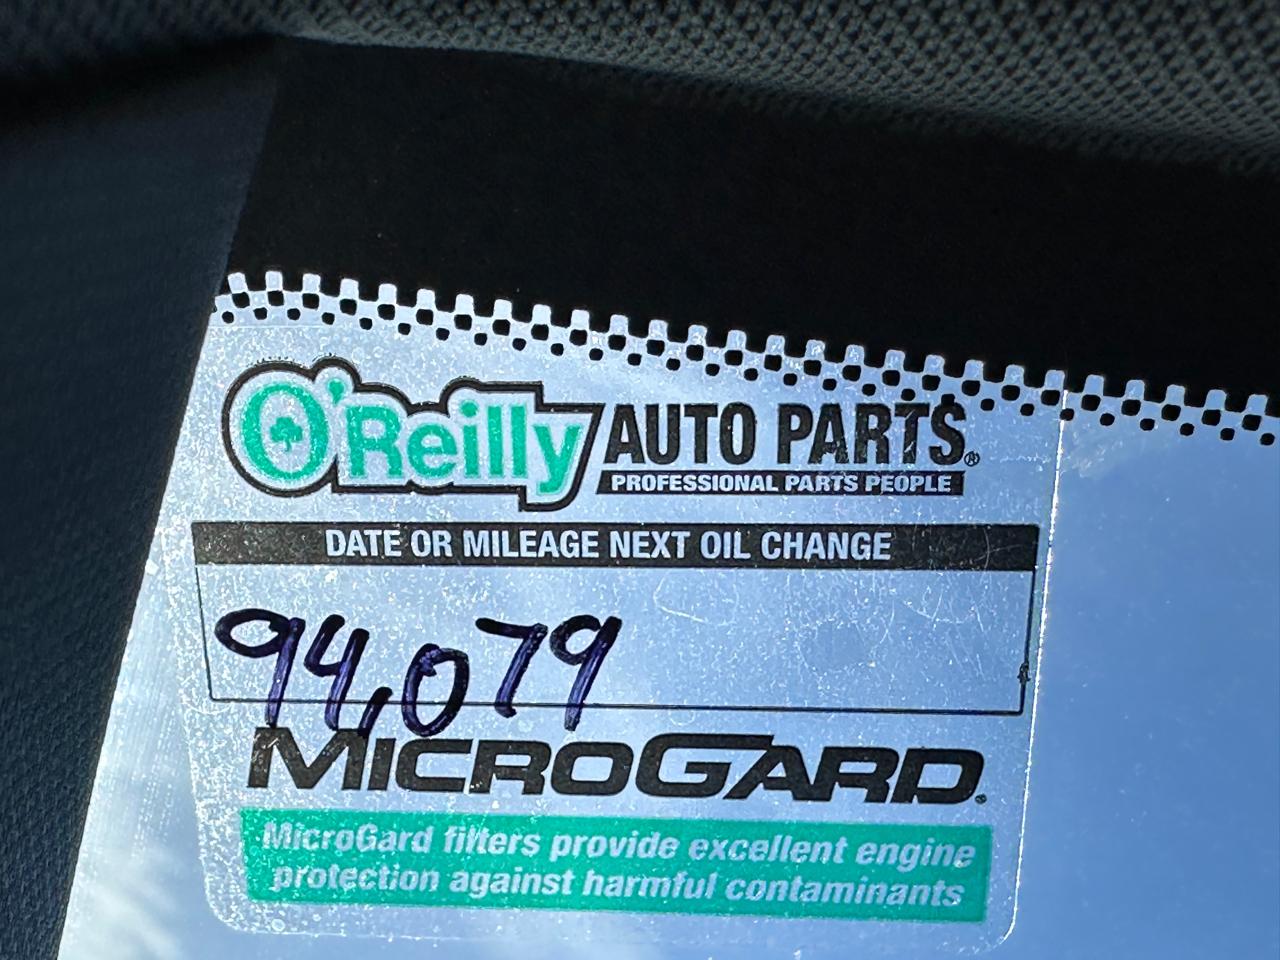 O'Reilly AUTO PARTS®
PROFESSIONAL PARTS PEOPLE
DATE OR MILEAGE NEXT OIL CHANGE
94,079
MICROGARD®
MicroGard filters provide excellent engine
protection against harmful contaminants